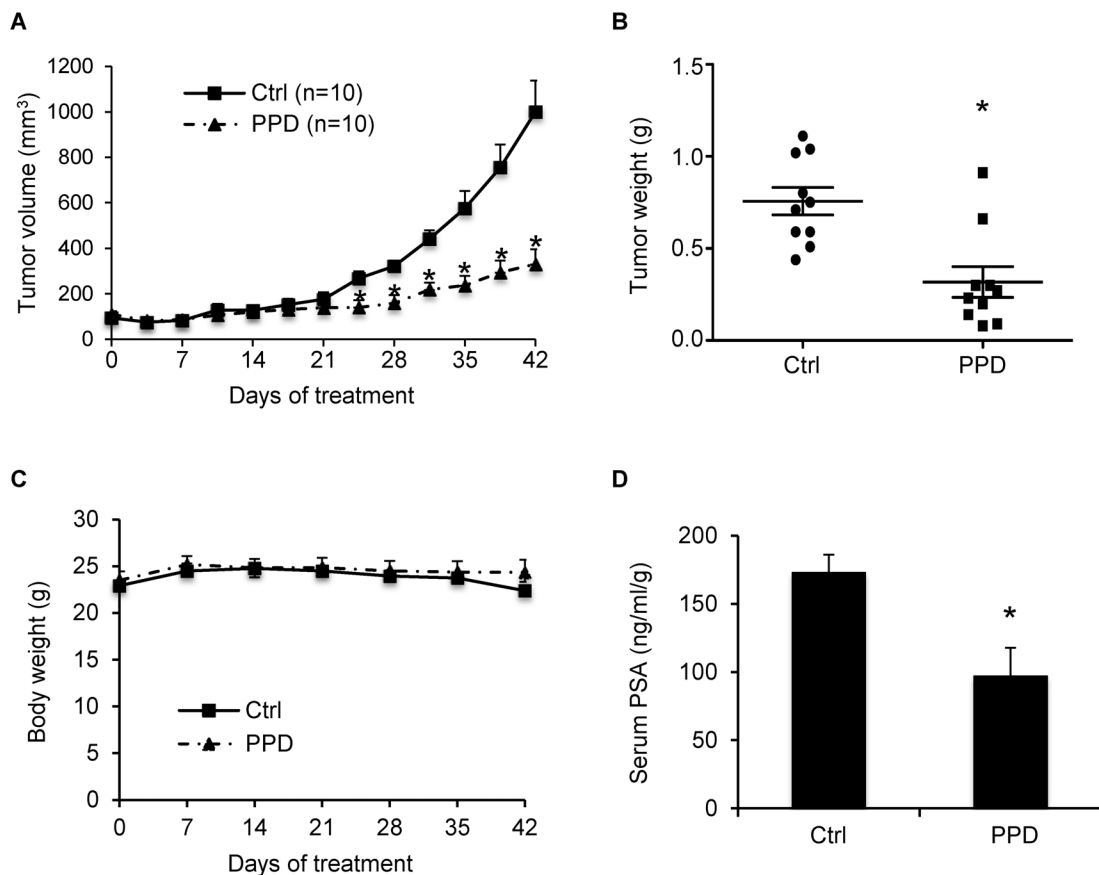 A
Tumor volume (mm³)
1200
1000
800
600
400
200
0
Ctrl (n=10)
PPD (n=10)
* * * * * *
0 7 14 21 28 35 42
Days of treatment
B
Tumor weight (g)
1.5
1.0
0.5
0.0
*
Ctrl PPD
C
Body weight (g)
30
25
20
15
10
5
0
Ctrl
PPD
0 7 14 21 28 35 42
Days of treatment
D
Serum PSA (ng/ml/g)
200
150
100
50
0
*
Ctrl PPD